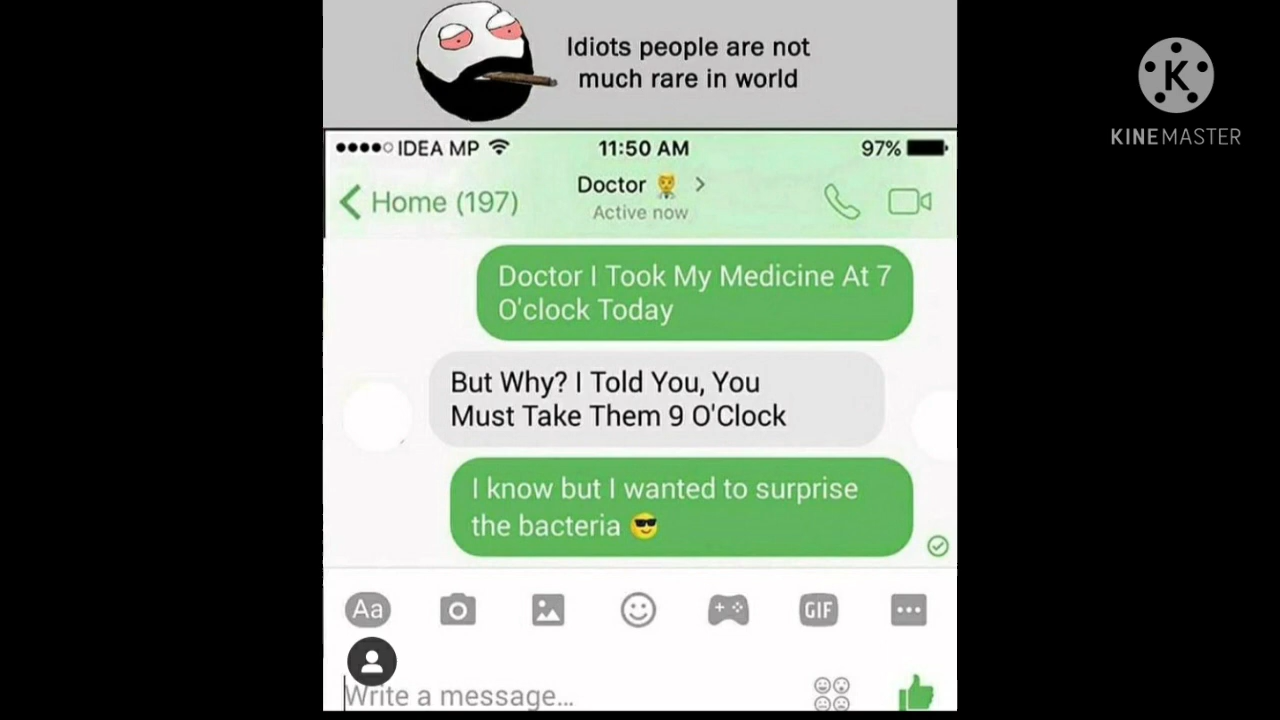 Idiots people are not
much rare in world
K
KINEMASTER
IDEA MP 11:50 AM 97%
Home (197)
Doctor 👨‍⚕️ >
Active now
Doctor I Took My Medicine At 7
O'clock Today
But Why? I Told You, You
Must Take Them 9 O'Clock
I know but I wanted to surprise
the bacteria 😎
Aa
GIF
Write a message...